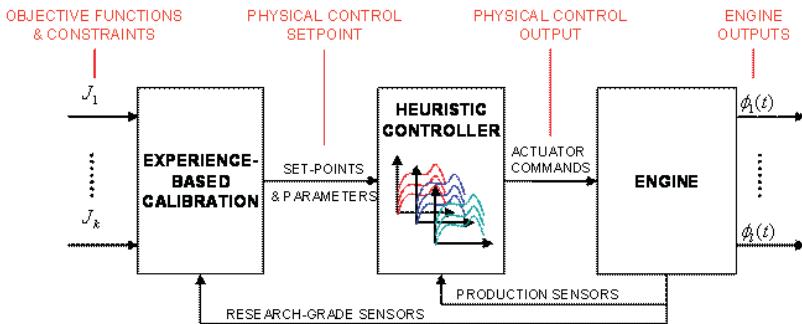 OBJECTIVE FUNCTIONS
& CONSTRAINTS
PHYSICAL CONTROL
SETPOINT
PHYSICAL CONTROL
OUTPUT
ENGINE
OUTPUTS
J₁
Jₖ
EXPERIENCE-
BASED
CALIBRATION
SET-POINTS
& PARAMETERS
HEURISTIC
CONTROLLER
ACTUATOR
COMMANDS
ENGINE
ϕ₁(t)
ϕₗ(t)
PRODUCTION SENSORS
RESEARCH-GRADE SENSORS